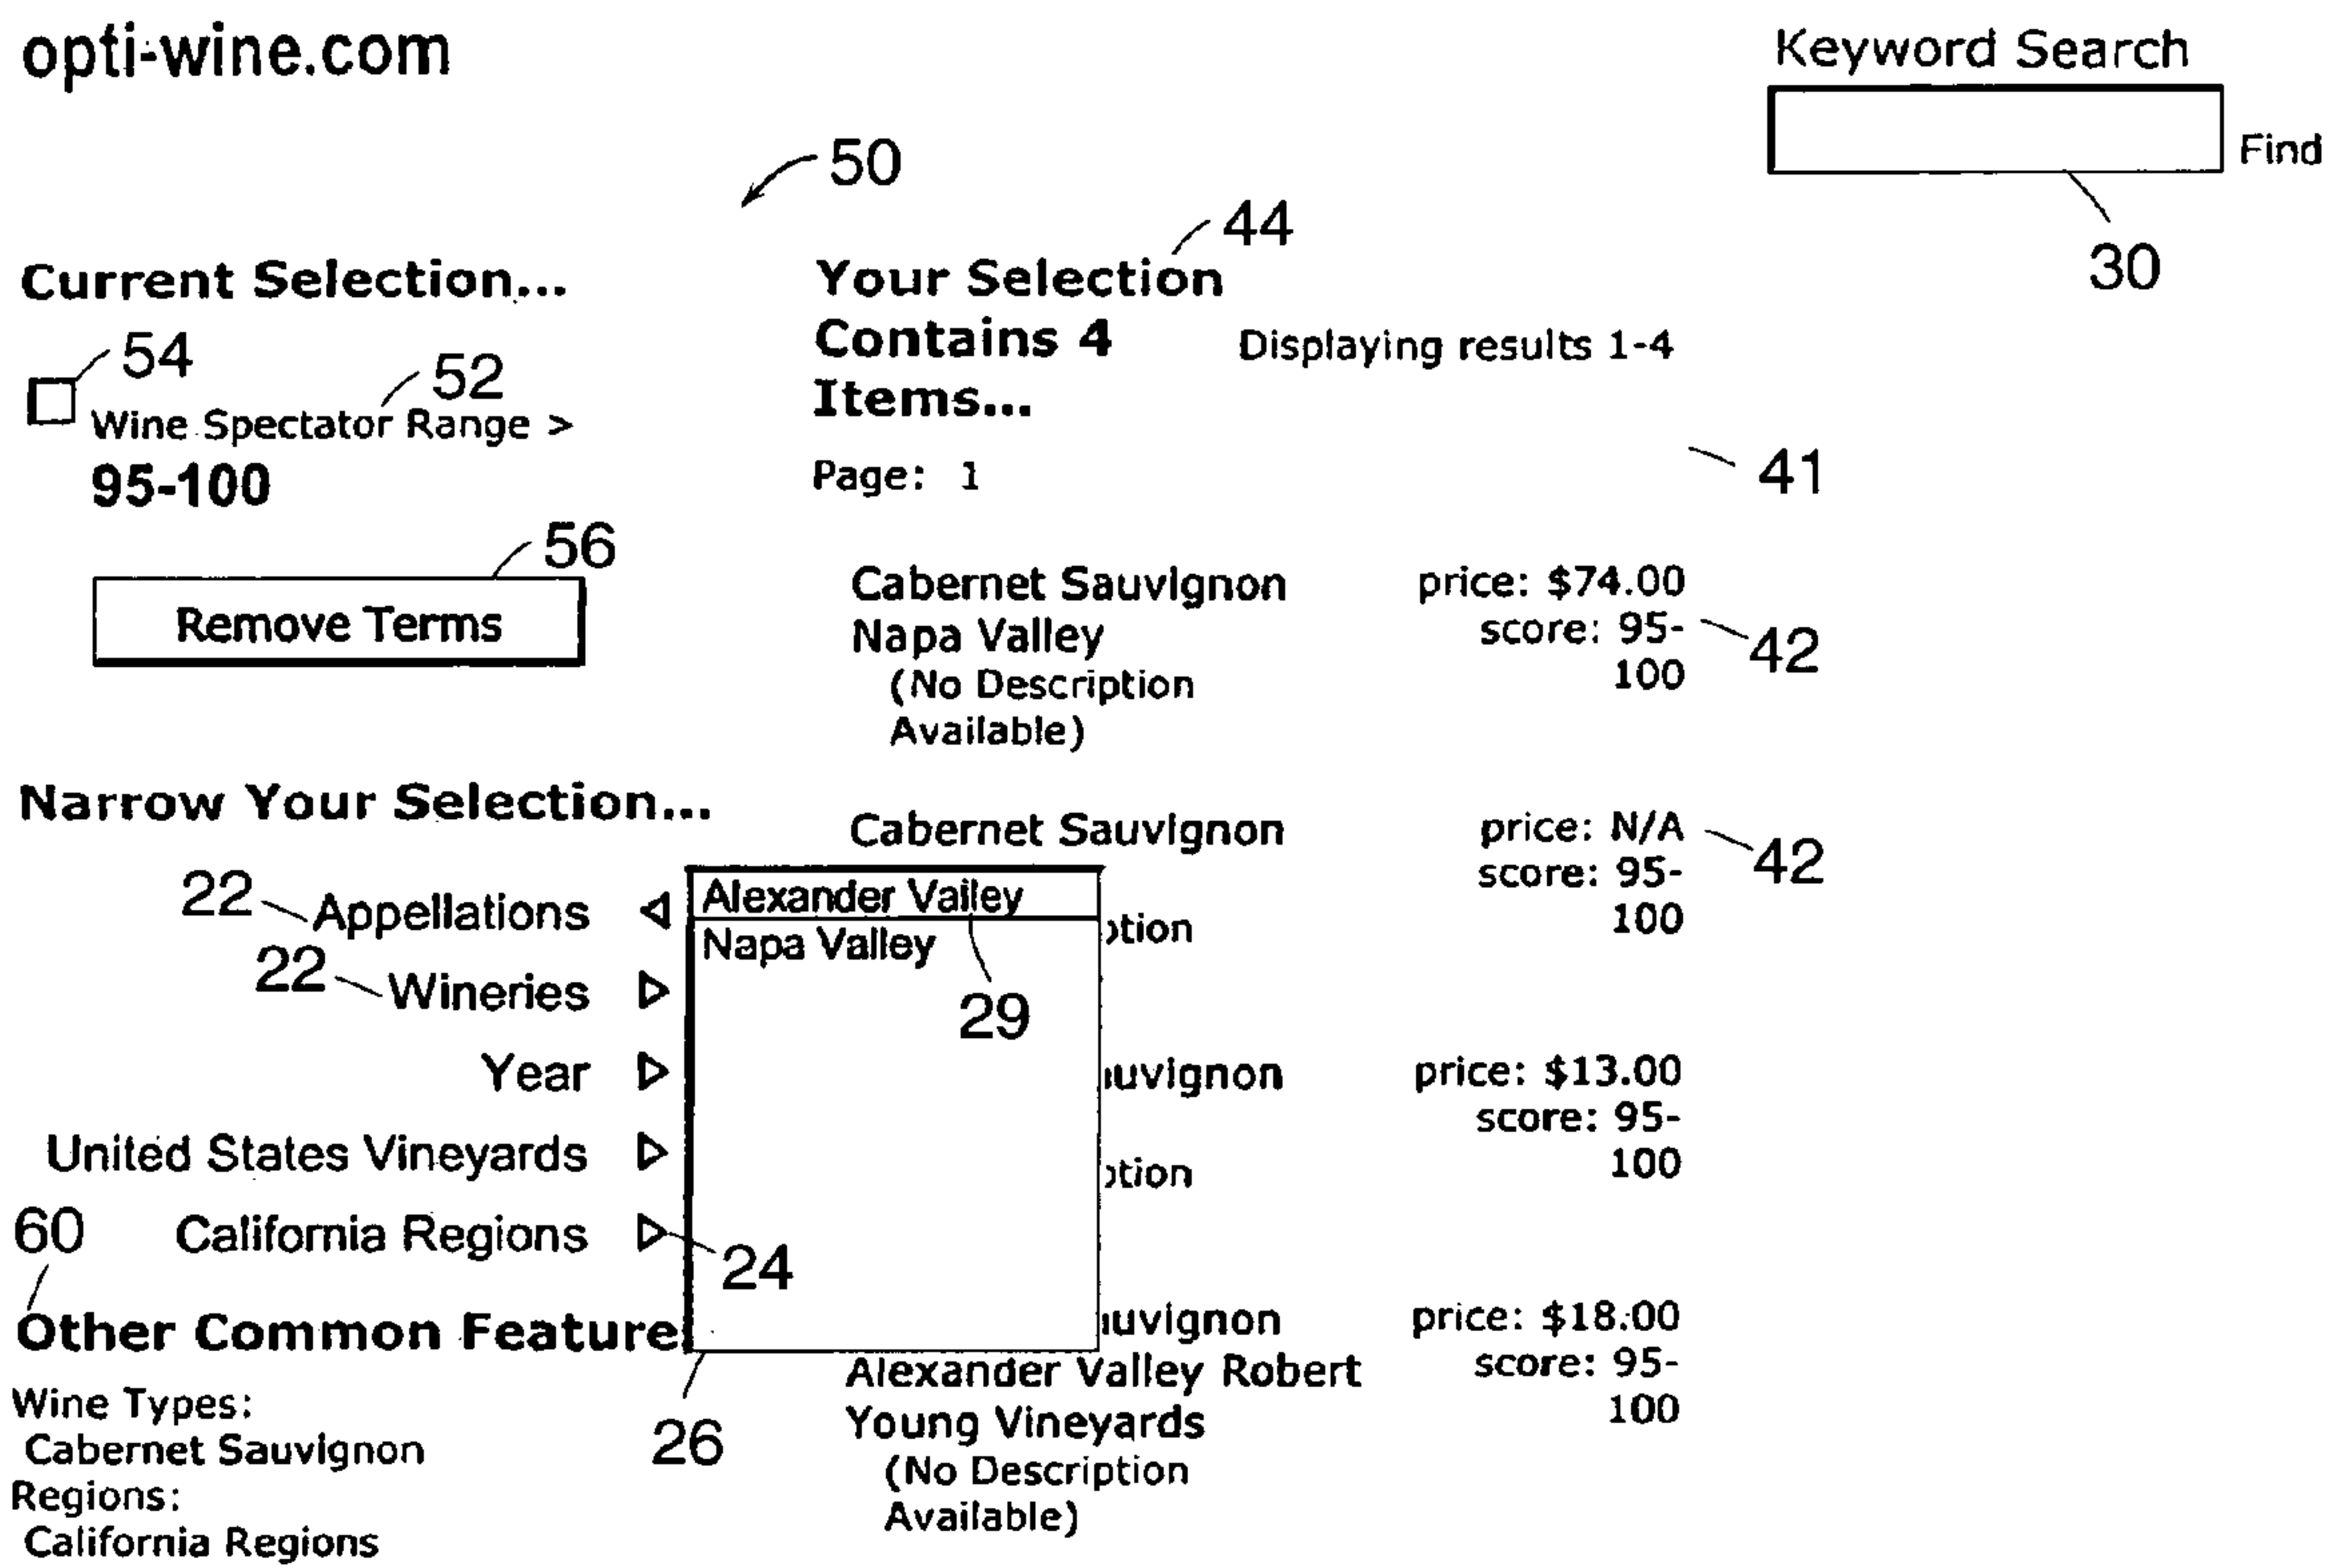 opti-wine.com
Keyword Search
Find
30
50
44
Current Selection...
54
52
Wine Spectator Range >
95-100
56
Remove Terms
Your Selection
Contains 4
Items...
Displaying results 1-4
Page: 1
41
Cabernet Sauvignon
Napa Valley
(No Description
Available)
price: $74.00
score: 95-
100
42
Narrow Your Selection...
22
Appellations
22
Wineries
Year
United States Vineyards
California Regions
24
Alexander Valley
Napa Valley
29
26
Cabernet Sauvignon
price: N/A
score: 95-
100
42
price: $13.00
score: 95-
100
price: $18.00
score: 95-
100
Alexander Valley Robert
Young Vineyards
(No Description
Available)
60
Other Common Feature
Wine Types:
Cabernet Sauvignon
Regions:
California Regions